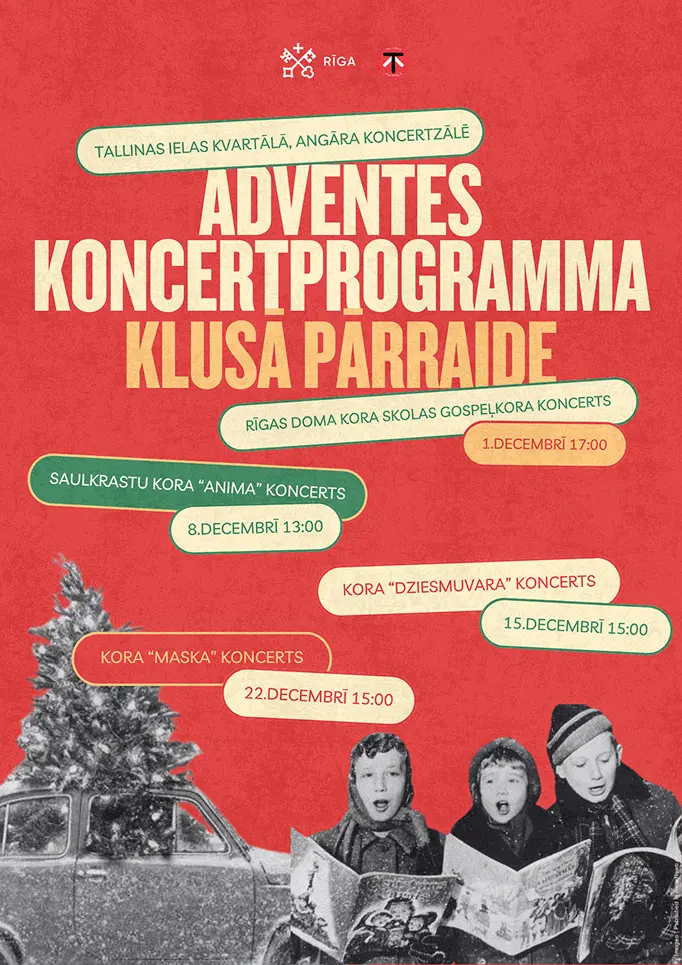 RĪGA
TALLINAS IELAS KVARTĀLĀ, ANGĀRA KONCERTZĀLĒ
ADVENTES
KONCERTPROGRAMMA
KLUSĀ PĀRRAIDE
RĪGAS DOMA KORA SKOLAS GOSPEĻKORA KONCERTS
1.DECEMBRĪ 17:00
SAULKRASTU KORA “ANIMA” KONCERTS
8.DECEMBRĪ 13:00
KORA “DZIESMUVARA” KONCERTS
15.DECEMBRĪ 15:00
KORA “MASKA” KONCERTS
22.DECEMBRĪ 15:00